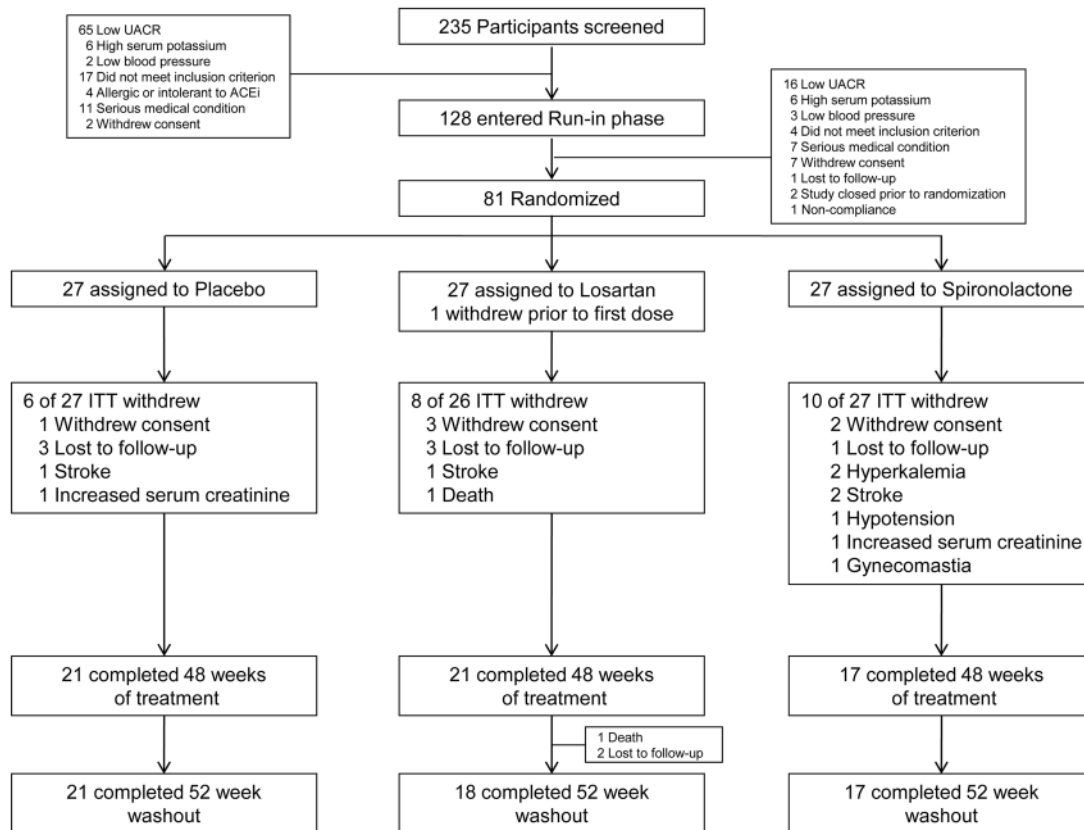 235 Participants screened
65 Low UACR
6 High serum potassium
2 Low blood pressure
17 Did not meet inclusion criterion
4 Allergic or intolerant to ACEi
11 Serious medical condition
2 Withdrew consent
128 entered Run-in phase
16 Low UACR
6 High serum potassium
3 Low blood pressure
4 Did not meet inclusion criterion
7 Serious medical condition
7 Withdrew consent
1 Lost to follow-up
2 Study closed prior to randomization
1 Non-compliance
81 Randomized
27 assigned to Placebo
27 assigned to Losartan
1 withdrew prior to first dose
27 assigned to Spironolactone
6 of 27 ITT withdrew
1 Withdrew consent
3 Lost to follow-up
1 Stroke
1 Increased serum creatinine
8 of 26 ITT withdrew
3 Withdrew consent
3 Lost to follow-up
1 Stroke
1 Death
10 of 27 ITT withdrew
2 Withdrew consent
1 Lost to follow-up
2 Hyperkalemia
2 Stroke
1 Hypotension
1 Increased serum creatinine
1 Gynecomastia
21 completed 48 weeks
of treatment
21 completed 48 weeks
of treatment
17 completed 48 weeks
of treatment
1 Death
2 Lost to follow-up
21 completed 52 week
washout
18 completed 52 week
washout
17 completed 52 week
washout